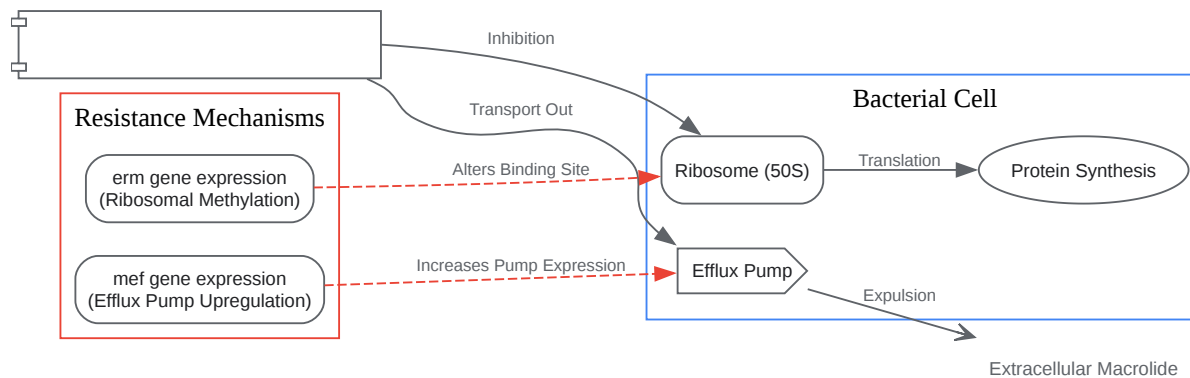 Inhibition
Bacterial Cell
Transport Out
Resistance Mechanisms
erm gene expression
(Ribosomal Methylation)
Alters Binding Site
Ribosome (50S)
Translation
Protein Synthesis
mef gene expression
(Efflux Pump Upregulation)
Increases Pump Expression
Efflux Pump
Expulsion
Extracellular Macrolide